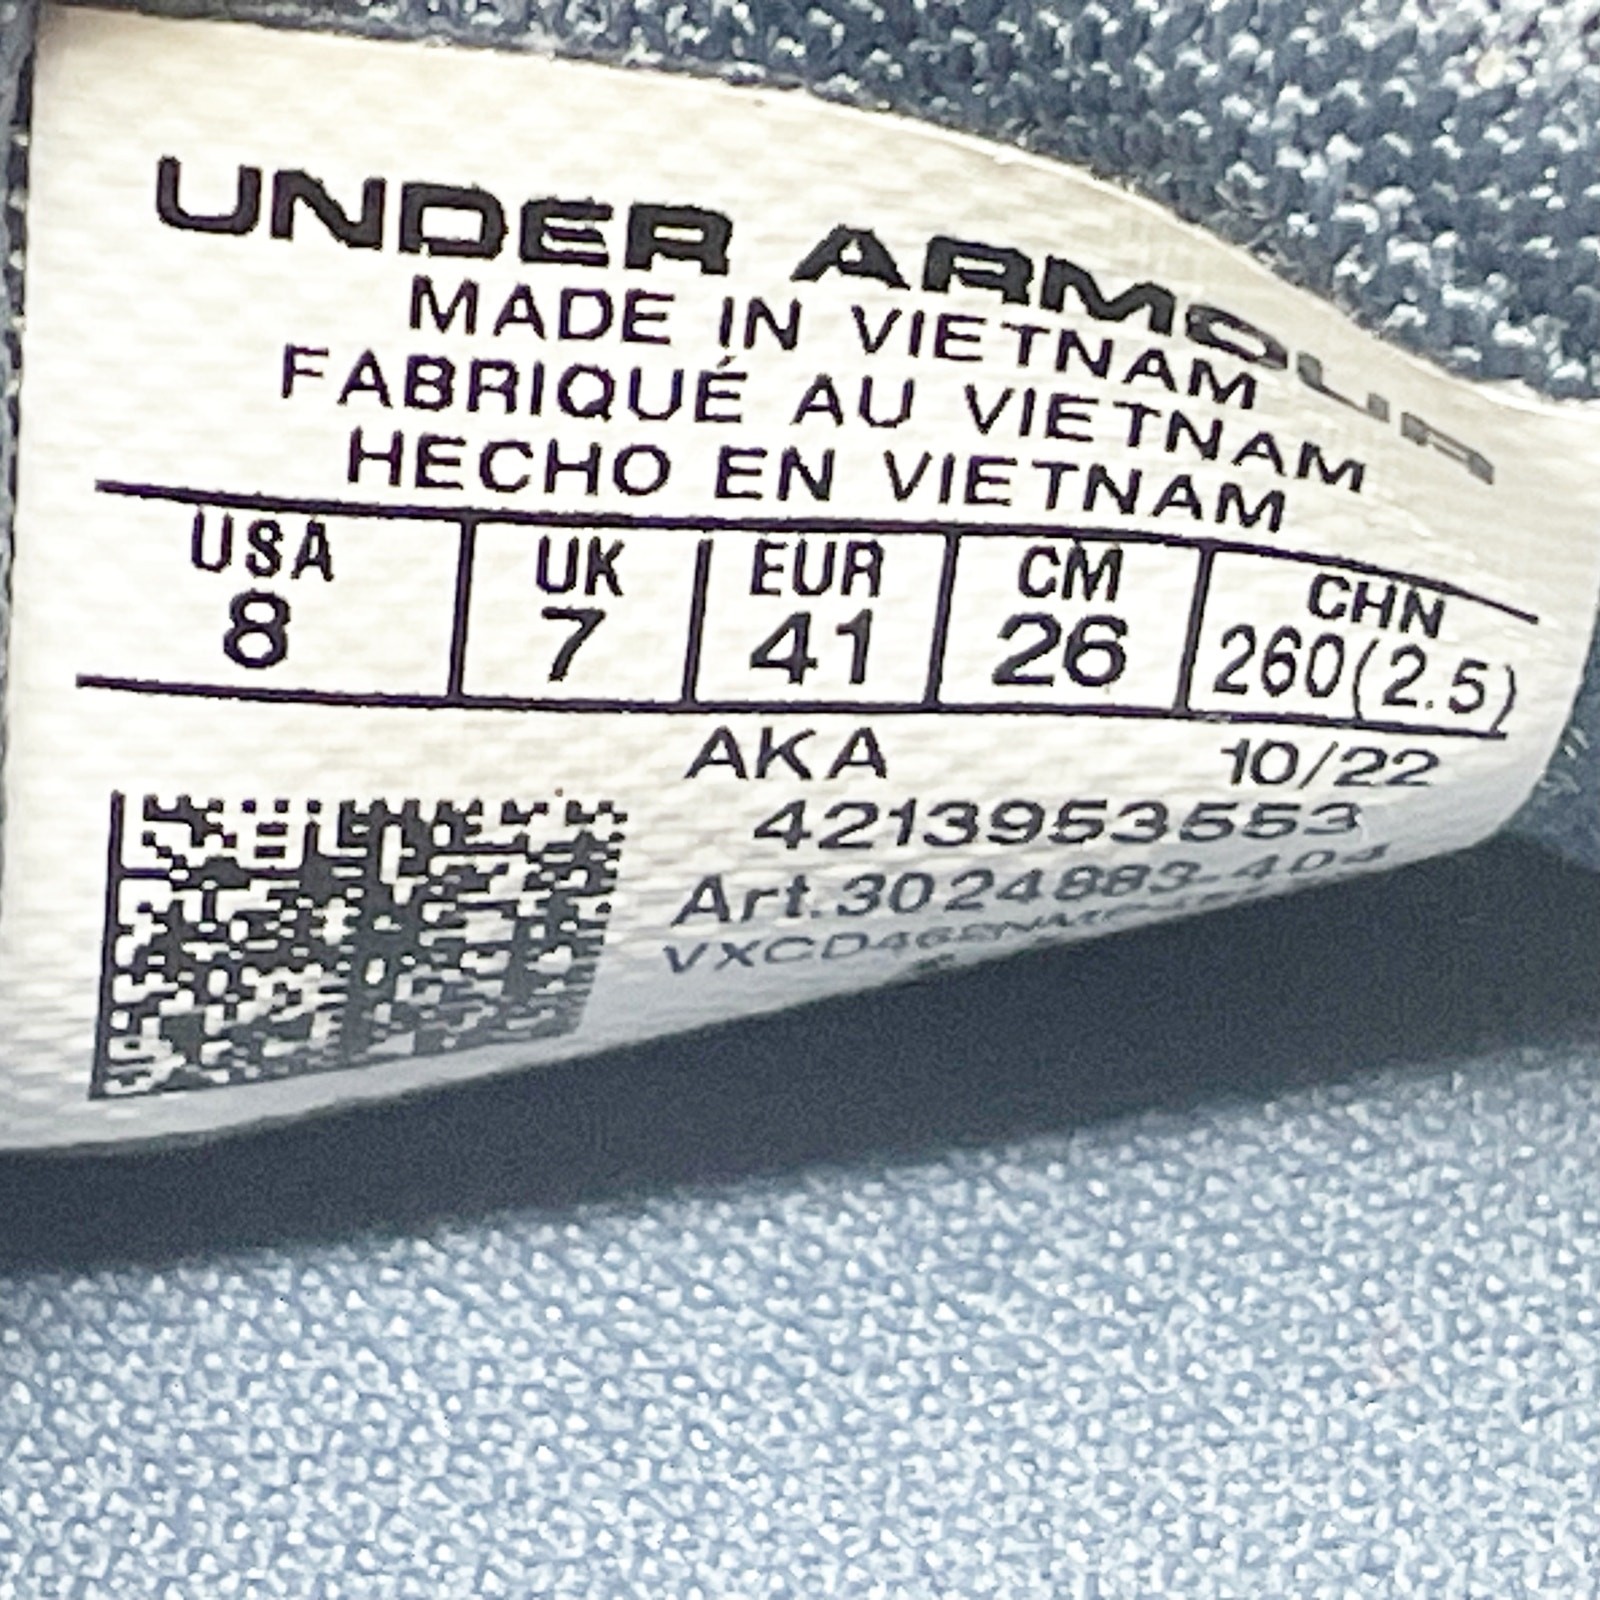 UNDER ARMOUR
MADE IN VIETNAM
FABRIQUÉ AU VIETNAM
HECHO EN VIETNAM
USA UK EUR CM CHN
8 7 41 26 260(2.5)
AKA 10/22
4213953553
Art.3024883-404